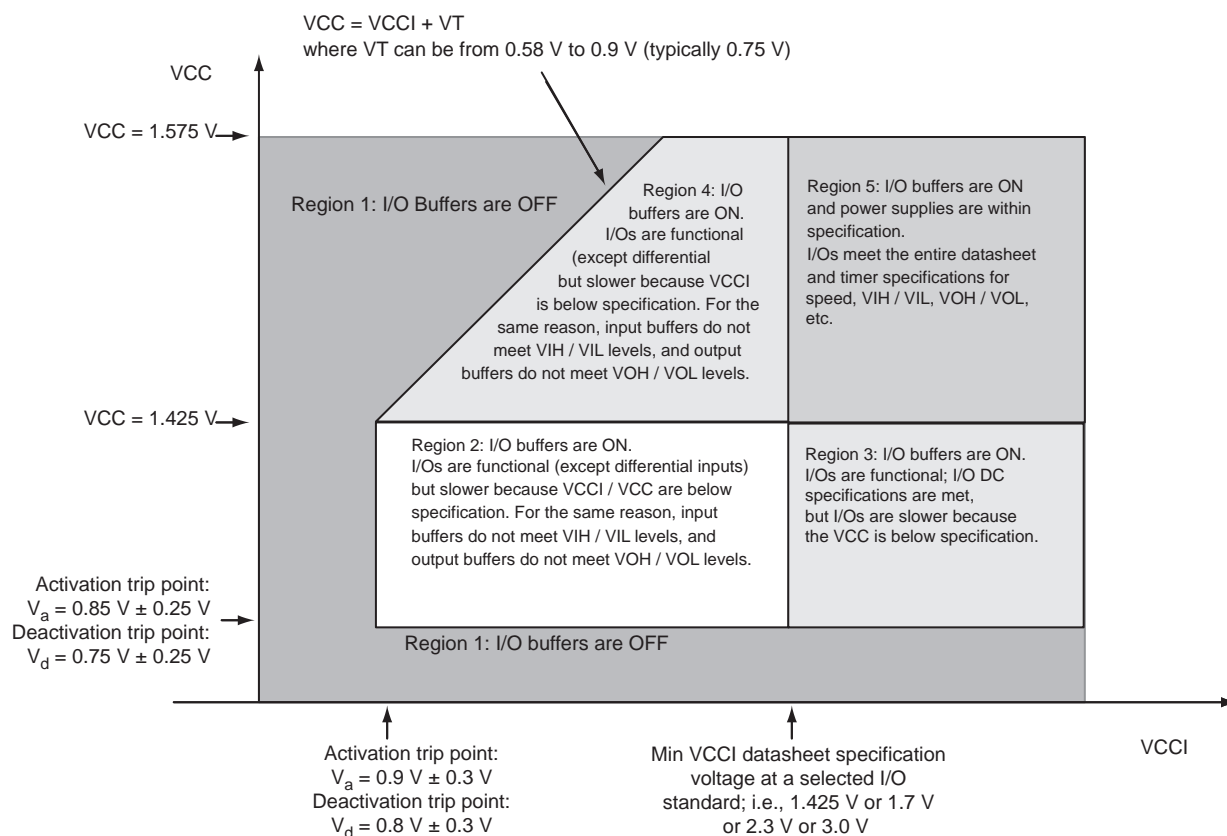 VCC = VCCI + VT
where VT can be from 0.58 V to 0.9 V (typically 0.75 V)
VCC
VCC = 1.575 V
Region 1: I/O Buffers are OFF
Region 4: I/O
buffers are ON.
I/Os are functional
(except differential
but slower because VCCI
is below specification. For the
same reason, input buffers do not
meet VIH / VIL levels, and output
buffers do not meet VOH / VOL levels.
Region 5: I/O buffers are ON
and power supplies are within
specification.
I/Os meet the entire datasheet
and timer specifications for
speed, VIH / VIL, VOH / VOL,
etc.
VCC = 1.425 V
Region 2: I/O buffers are ON.
I/Os are functional (except differential inputs)
but slower because VCCI / VCC are below
specification. For the same reason, input
buffers do not meet VIH / VIL levels, and
output buffers do not meet VOH / VOL levels.
Region 3: I/O buffers are ON.
I/Os are functional; I/O DC
specifications are met,
but I/Os are slower because
the VCC is below specification.
Activation trip point:
Va = 0.85 V ± 0.25 V
Deactivation trip point:
Vd = 0.75 V ± 0.25 V
Region 1: I/O buffers are OFF
VCCI
Activation trip point:
Va = 0.9 V ± 0.3 V
Deactivation trip point:
Vd = 0.8 V ± 0.3 V
Min VCCI datasheet specification
voltage at a selected I/O
standard; i.e., 1.425 V or 1.7 V
or 2.3 V or 3.0 V